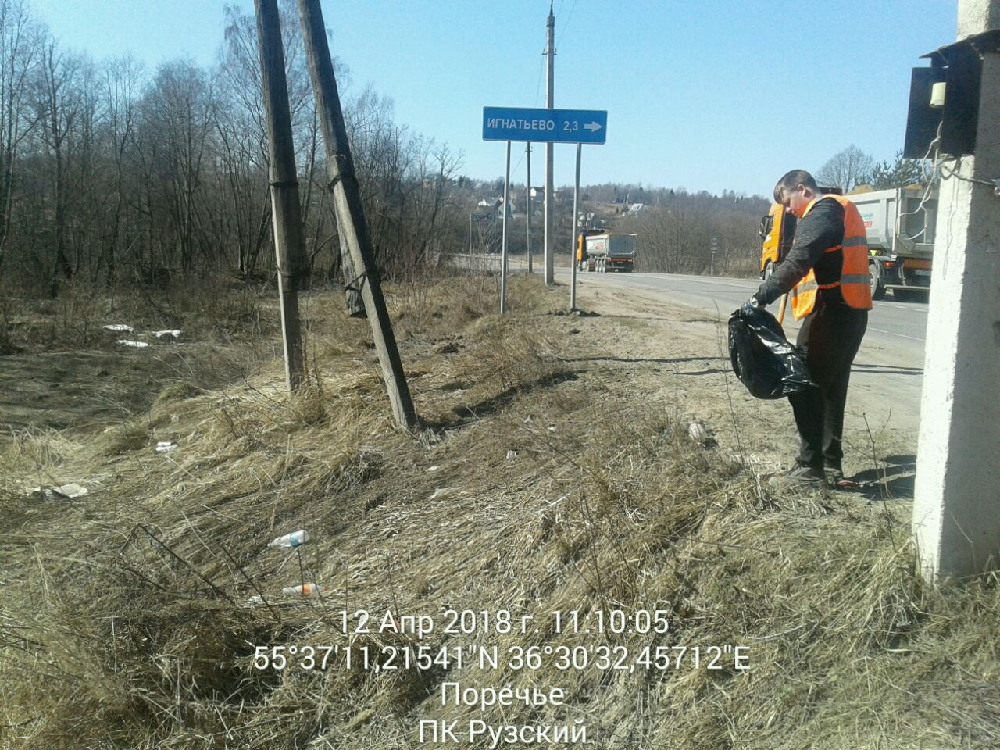 ИГНАТЬЕВО 2,3
12 Апр 2018 г. 11:10:05
55°37'11,21541"N 36°30'32,45712"E
Поречье
ПК Рузский